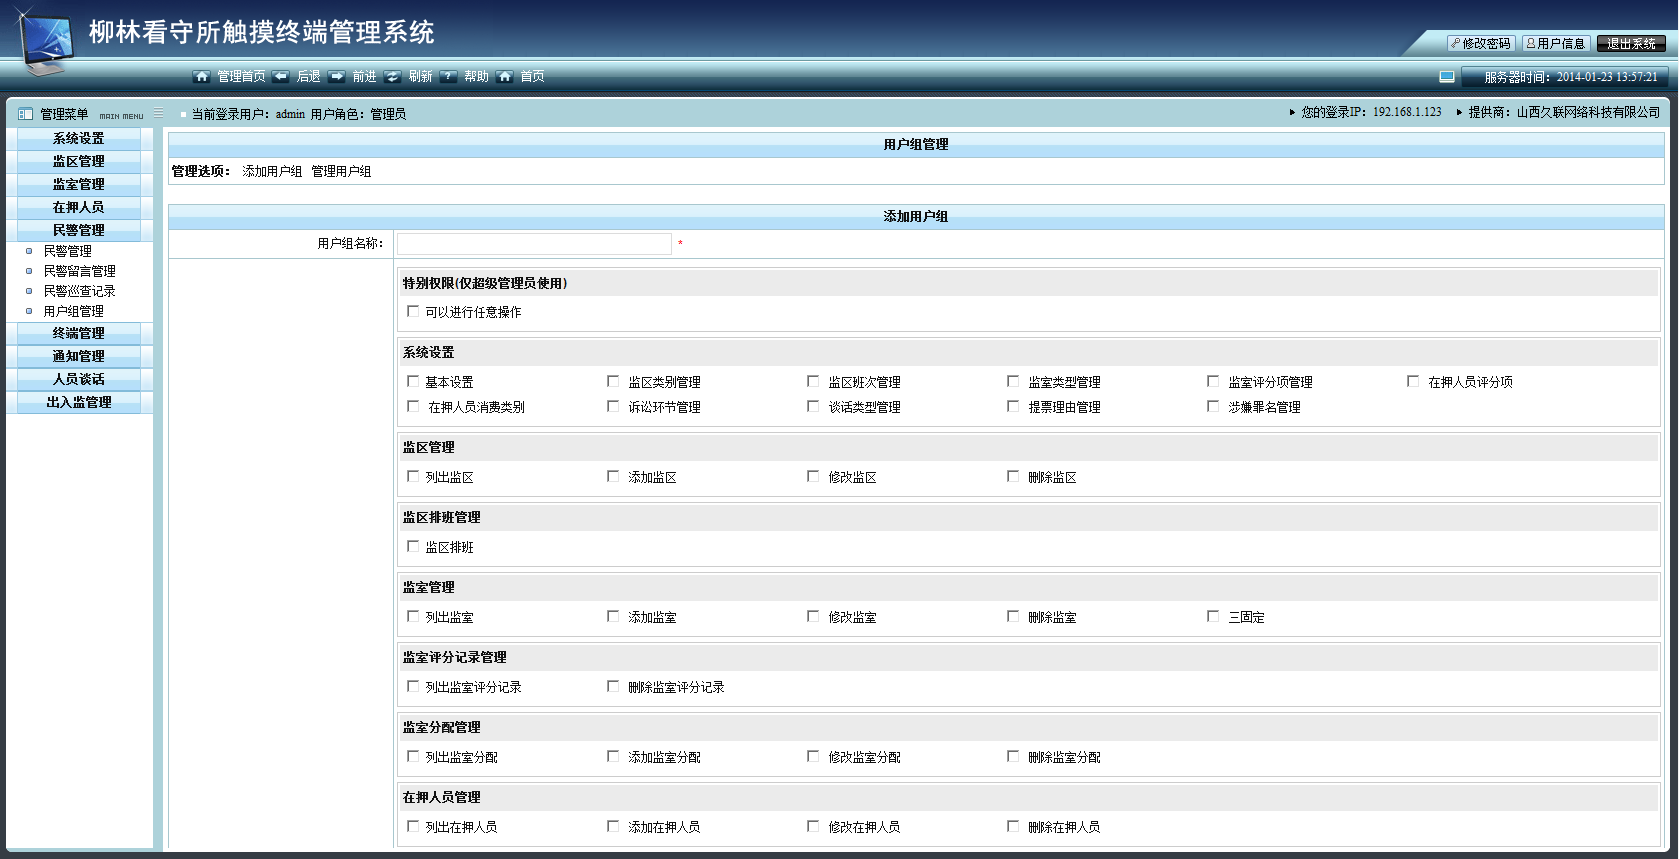 柳林看守所触摸终端管理系统
修改密码 用户信息 退出系统
管理首页 后退 前进 刷新 帮助 首页
服务器时间：2014-01-23 13:57:21
管理菜单 MAIN MENU
当前登录用户：admin 用户角色：管理员
您的登录IP：192.168.1.123 提供商：山西久联网络科技有限公司
系统设置
监区管理
监室管理
在押人员
民警管理
民警管理
民警留言管理
民警巡查记录
用户组管理
终端管理
通知管理
人员谈话
出入监管理
用户组管理
管理选项： 添加用户组 管理用户组
添加用户组
用户组名称： *
特别权限(仅超级管理员使用)
可以进行任意操作
系统设置
基本设置 监区类别管理 监区班次管理 监室类型管理 监室评分项管理 在押人员评分项
在押人员消费类别 诉讼环节管理 谈话类型管理 提票理由管理 涉嫌罪名管理
监区管理
列出监区 添加监区 修改监区 删除监区
监区排班管理
监区排班
监室管理
列出监室 添加监室 修改监室 删除监室 三固定
监室评分记录管理
列出监室评分记录 删除监室评分记录
监室分配管理
列出监室分配 添加监室分配 修改监室分配 删除监室分配
在押人员管理
列出在押人员 添加在押人员 修改在押人员 删除在押人员